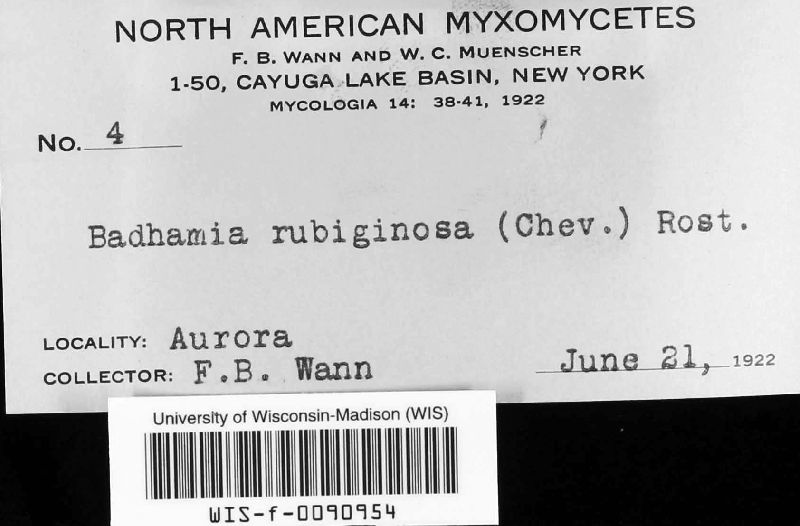 NORTH AMERICAN MYXOMYCETES
F. B. WANN AND W. C. MUENSCHER
1-50, CAYUGA LAKE BASIN, NEW YORK
MYCOLOGIA 14: 38-41, 1922
No. 4
Badhamia rubiginosa (Chev.) Rost.
LOCALITY: Aurora
COLLECTOR: F.B. Wann June 21, 1922
University of Wisconsin-Madison (WIS)
WIS-f-0090954